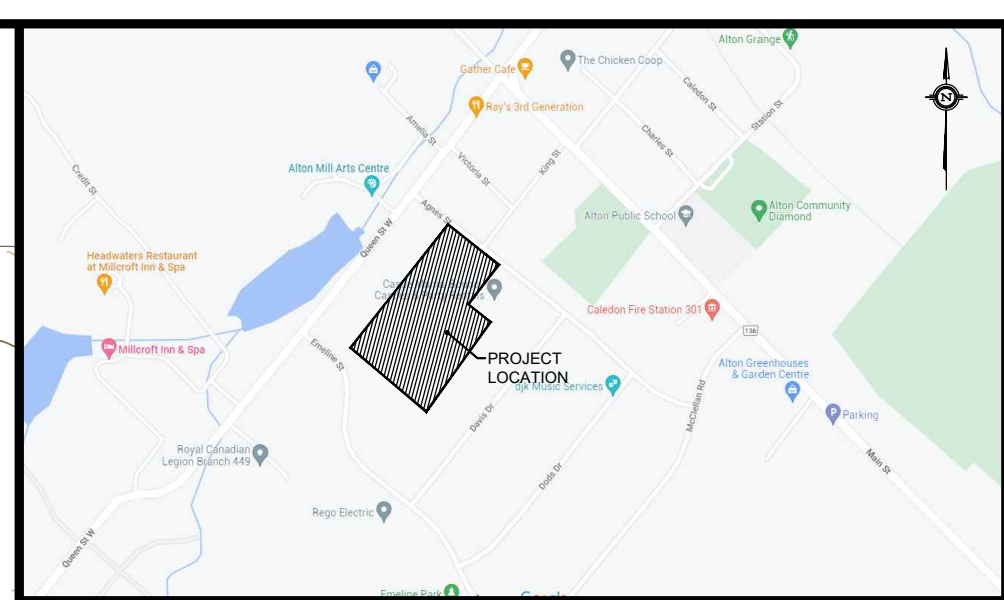 Alton Grange
Gather Cafe
The Chicken Coop
Ray's 3rd Generation
Caledon St
Station St
Amelia St
Charles St
Victoria St
King St
N
Credit St
Alton Mill Arts Centre
Agnes St
Alton Public School
Alton Community
Diamond
Queen St W
Headwaters Restaurant
at Millcroft Inn & Spa
Caledon Fire Station 301
136
Millcroft Inn & Spa
Emeline St
PROJECT
LOCATION
djk Music Services
Alton Greenhouses
& Garden Centre
McClellan Rd
Parking
Davis Dr
Main St
Royal Canadian
Legion Branch 449
Dods Dr
Rego Electric
Queen St W
Emeline Park
Google